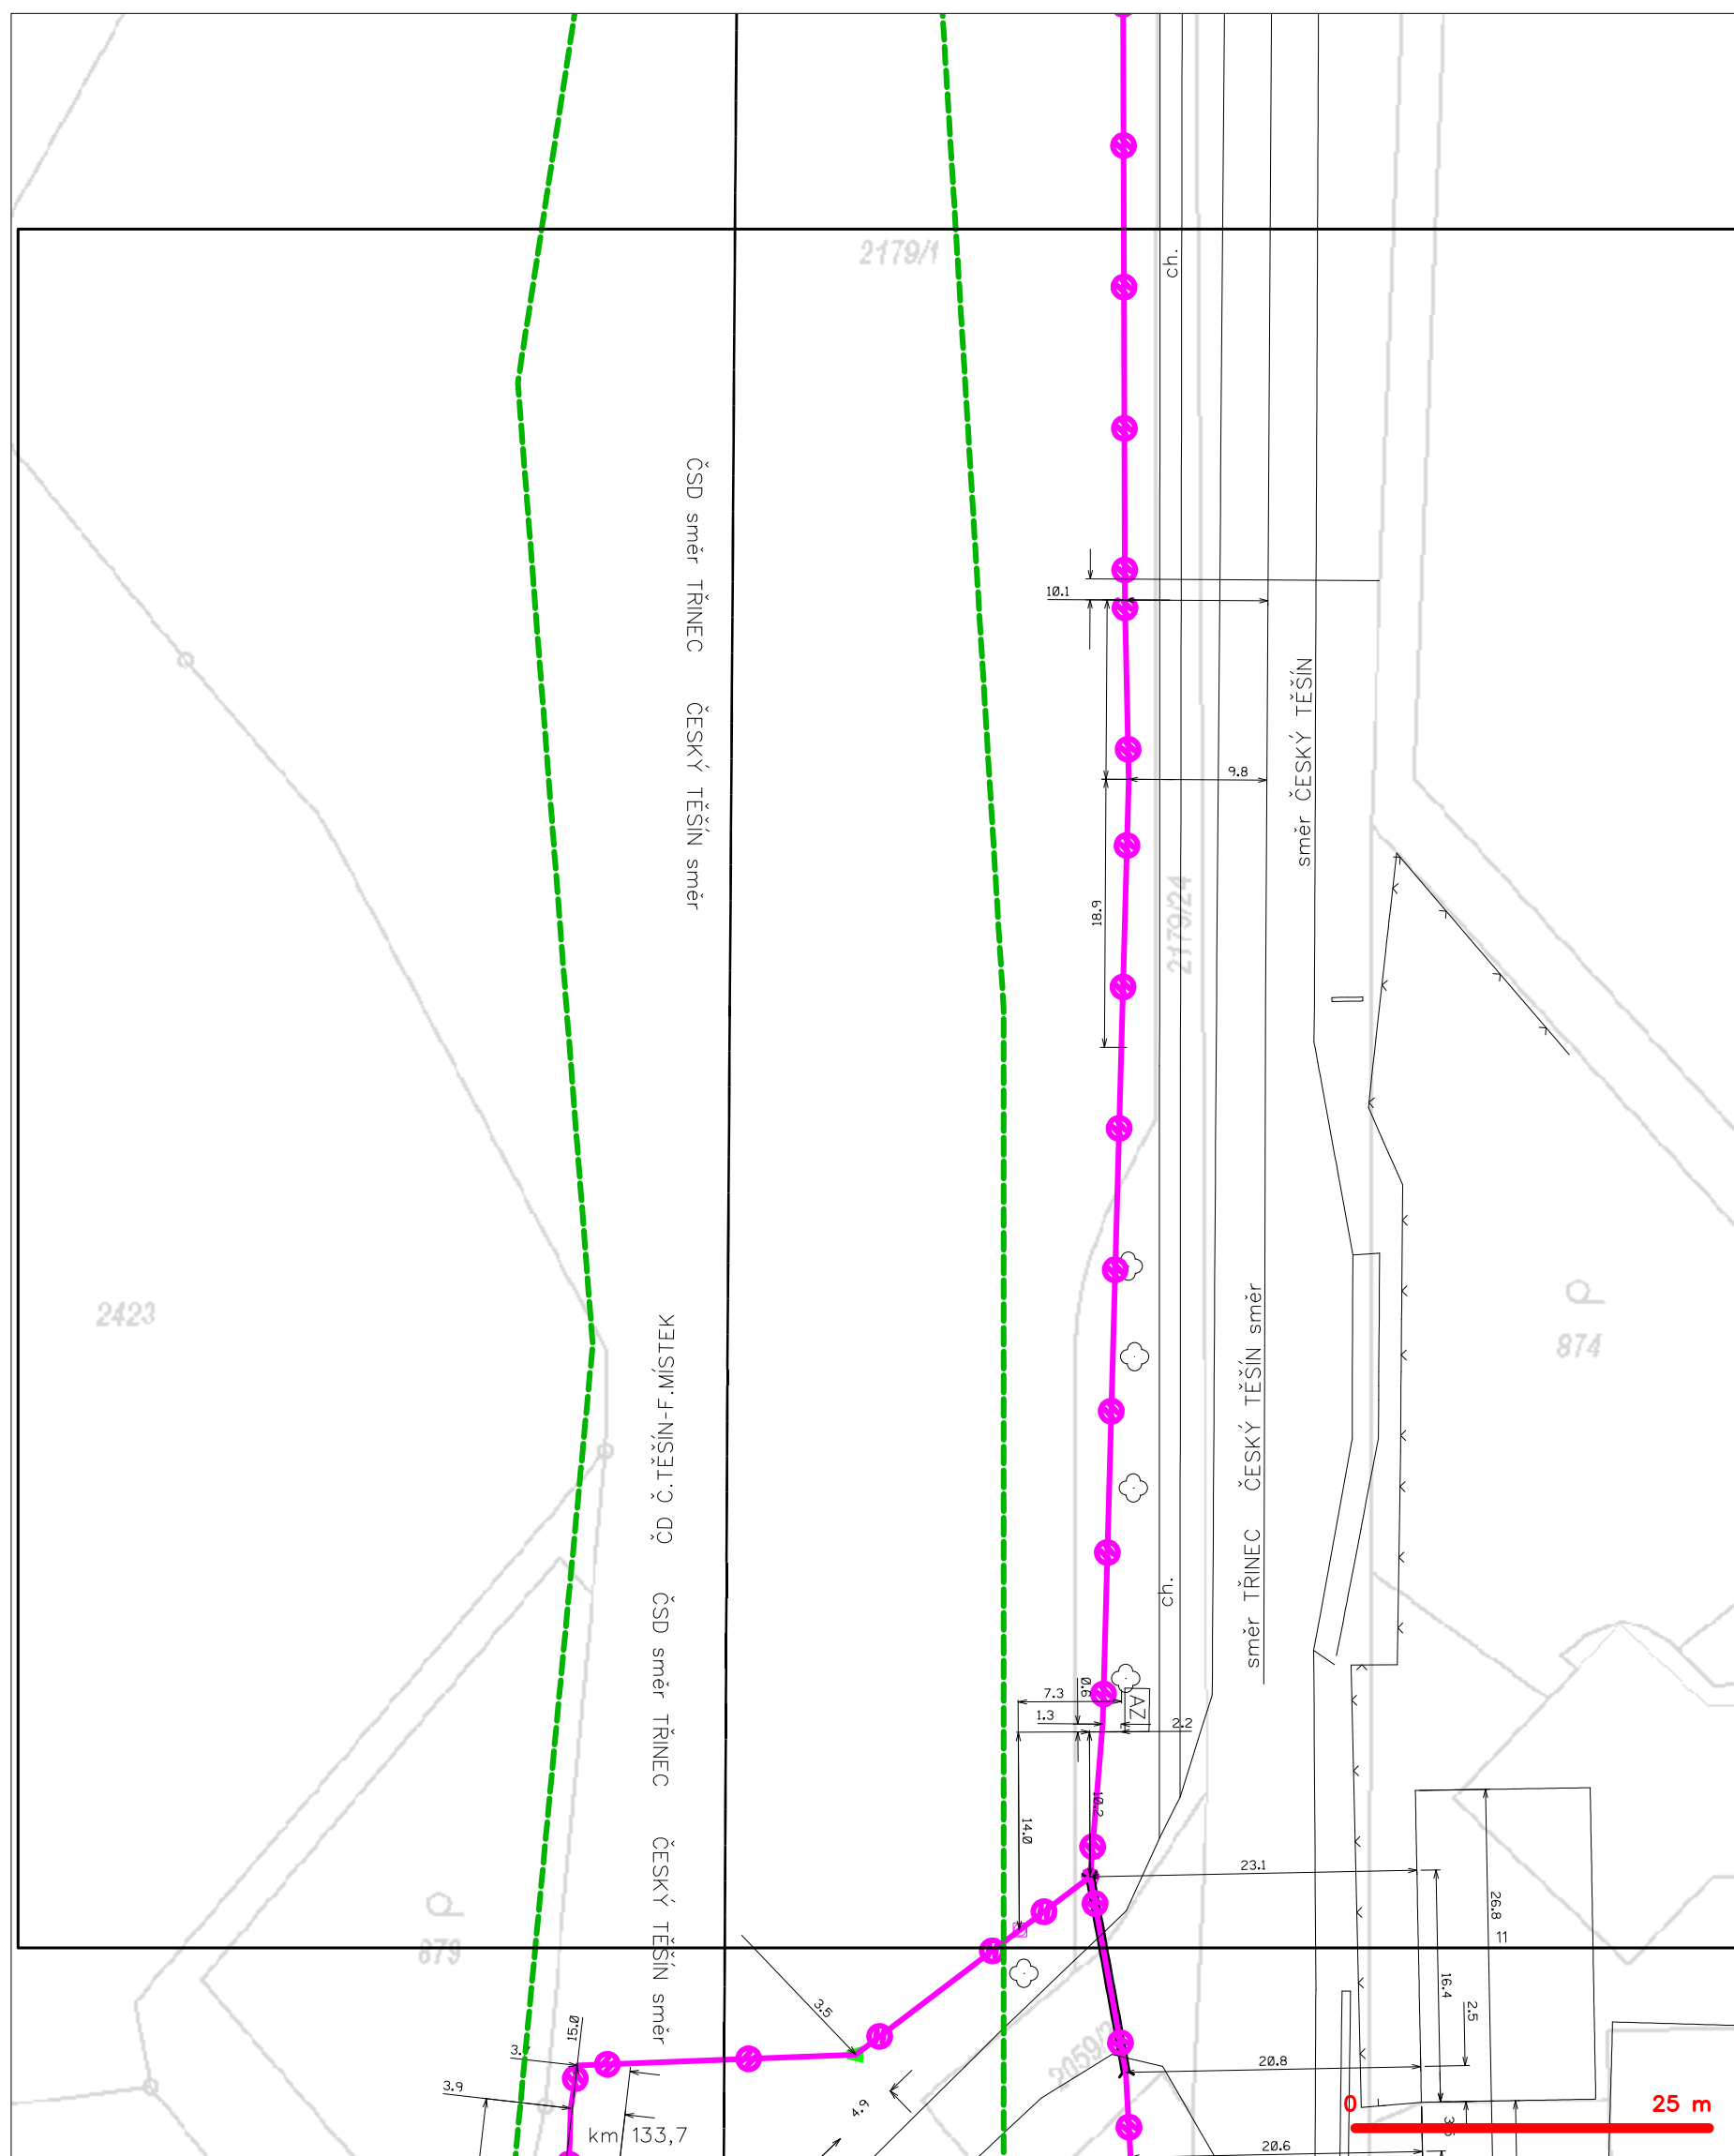 2179/1
ch.
ČSD směr TŘINEC ČESKÝ TĚŠÍN směr
10.1
směr ČESKÝ TĚŠÍN
9.8
18.9
2179/24
2423
874
ČD Č.TĚŠÍN-F.MÍSTEK
ČSD směr TŘINEC ČESKÝ TĚŠÍN směr
směr TŘINEC ČESKÝ TĚŠÍN směr
ch.
0.6
7.3
AZ
1.3
2.2
10.2
14.0
23.1
26.8
11
879
16.4
2.5
3.5
15.0
20.8
3.9
4.9
0 25 m
km 133,7
20.6